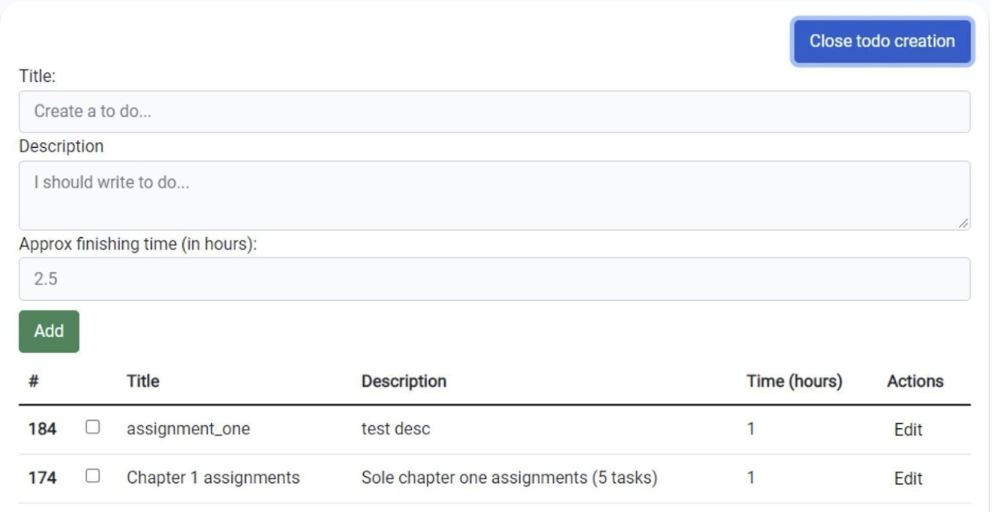 Close todo creation
Title:
Create a to do...
Description
I should write to do...
Approx finishing time (in hours):
2.5
Add
# Title Description Time (hours) Actions
184 assignment_one test desc 1 Edit
174 Chapter 1 assignments Sole chapter one assignments (5 tasks) 1 Edit